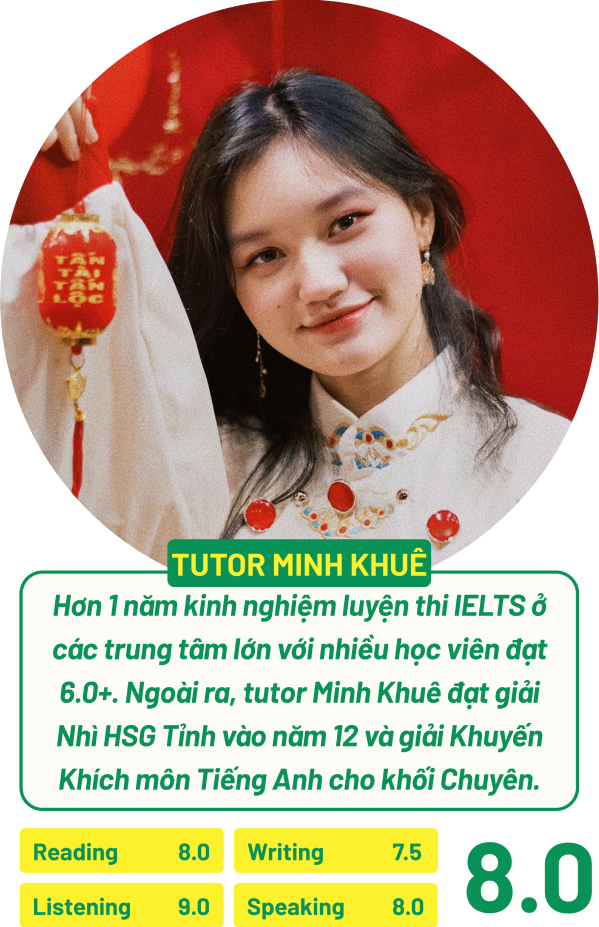 TẤN
TÀI
TẤN
LỘC
TUTOR MINH KHUÊ
Hơn 1 năm kinh nghiệm luyện thi IELTS ở
các trung tâm lớn với nhiều học viên đạt
6.0+. Ngoài ra, tutor Minh Khuê đạt giải
Nhì HSG Tỉnh vào năm 12 và giải Khuyến
Khích môn Tiếng Anh cho khối Chuyên.
Reading 8.0
Writing 7.5
Listening 9.0
Speaking 8.0
8.0